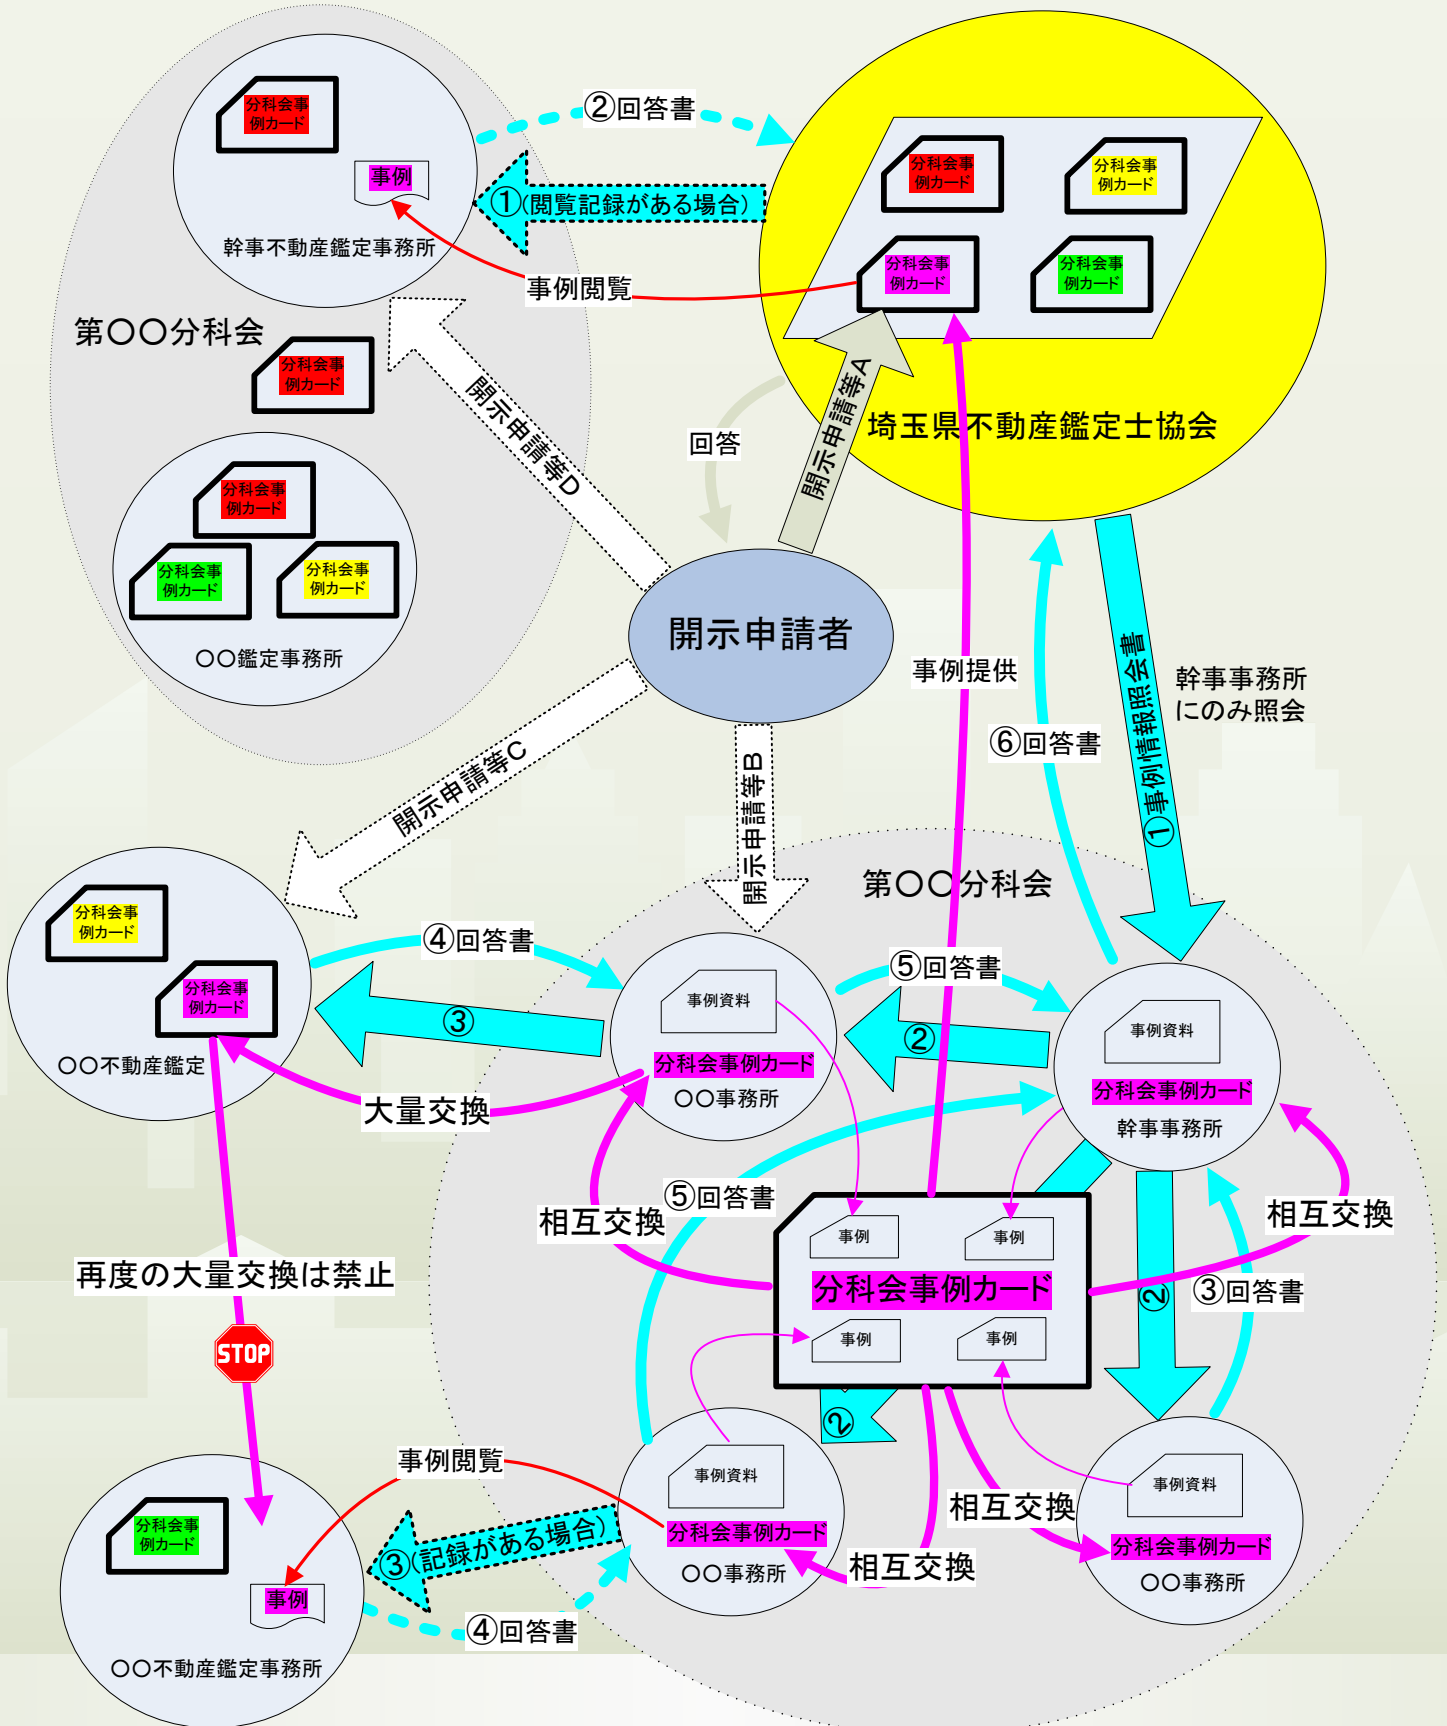 分科会事
例カード
事例
幹事不動産鑑定事務所
②回答書
①(閲覧記録がある場合)
事例閲覧
分科会事
例カード
分科会事
例カード
分科会事
例カード
分科会事
例カード
埼玉県不動産鑑定士協会
第〇〇分科会
分科会事
例カード
分科会事
例カード
分科会事
例カード
分科会事
例カード
〇〇鑑定事務所
開示申請等D
回答
開示申請等A
開示申請者
事例提供
①事例情報照会書
幹事事務所
にのみ照会
⑥回答書
開示申請等C
開示申請等B
第〇〇分科会
分科会事
例カード
分科会事
例カード
〇〇不動産鑑定
④回答書
③
大量交換
事例資料
分科会事例カード
〇〇事務所
⑤回答書
②
事例資料
分科会事例カード
幹事事務所
⑤回答書
相互交換
相互交換
事例
事例
分科会事例カード
事例
事例
②
③回答書
②
再度の大量交換は禁止
STOP
事例閲覧
事例資料
分科会事例カード
〇〇事務所
相互交換
相互交換
事例資料
分科会事例カード
〇〇事務所
③(記録がある場合)
④回答書
分科会事
例カード
事例
〇〇不動産鑑定事務所